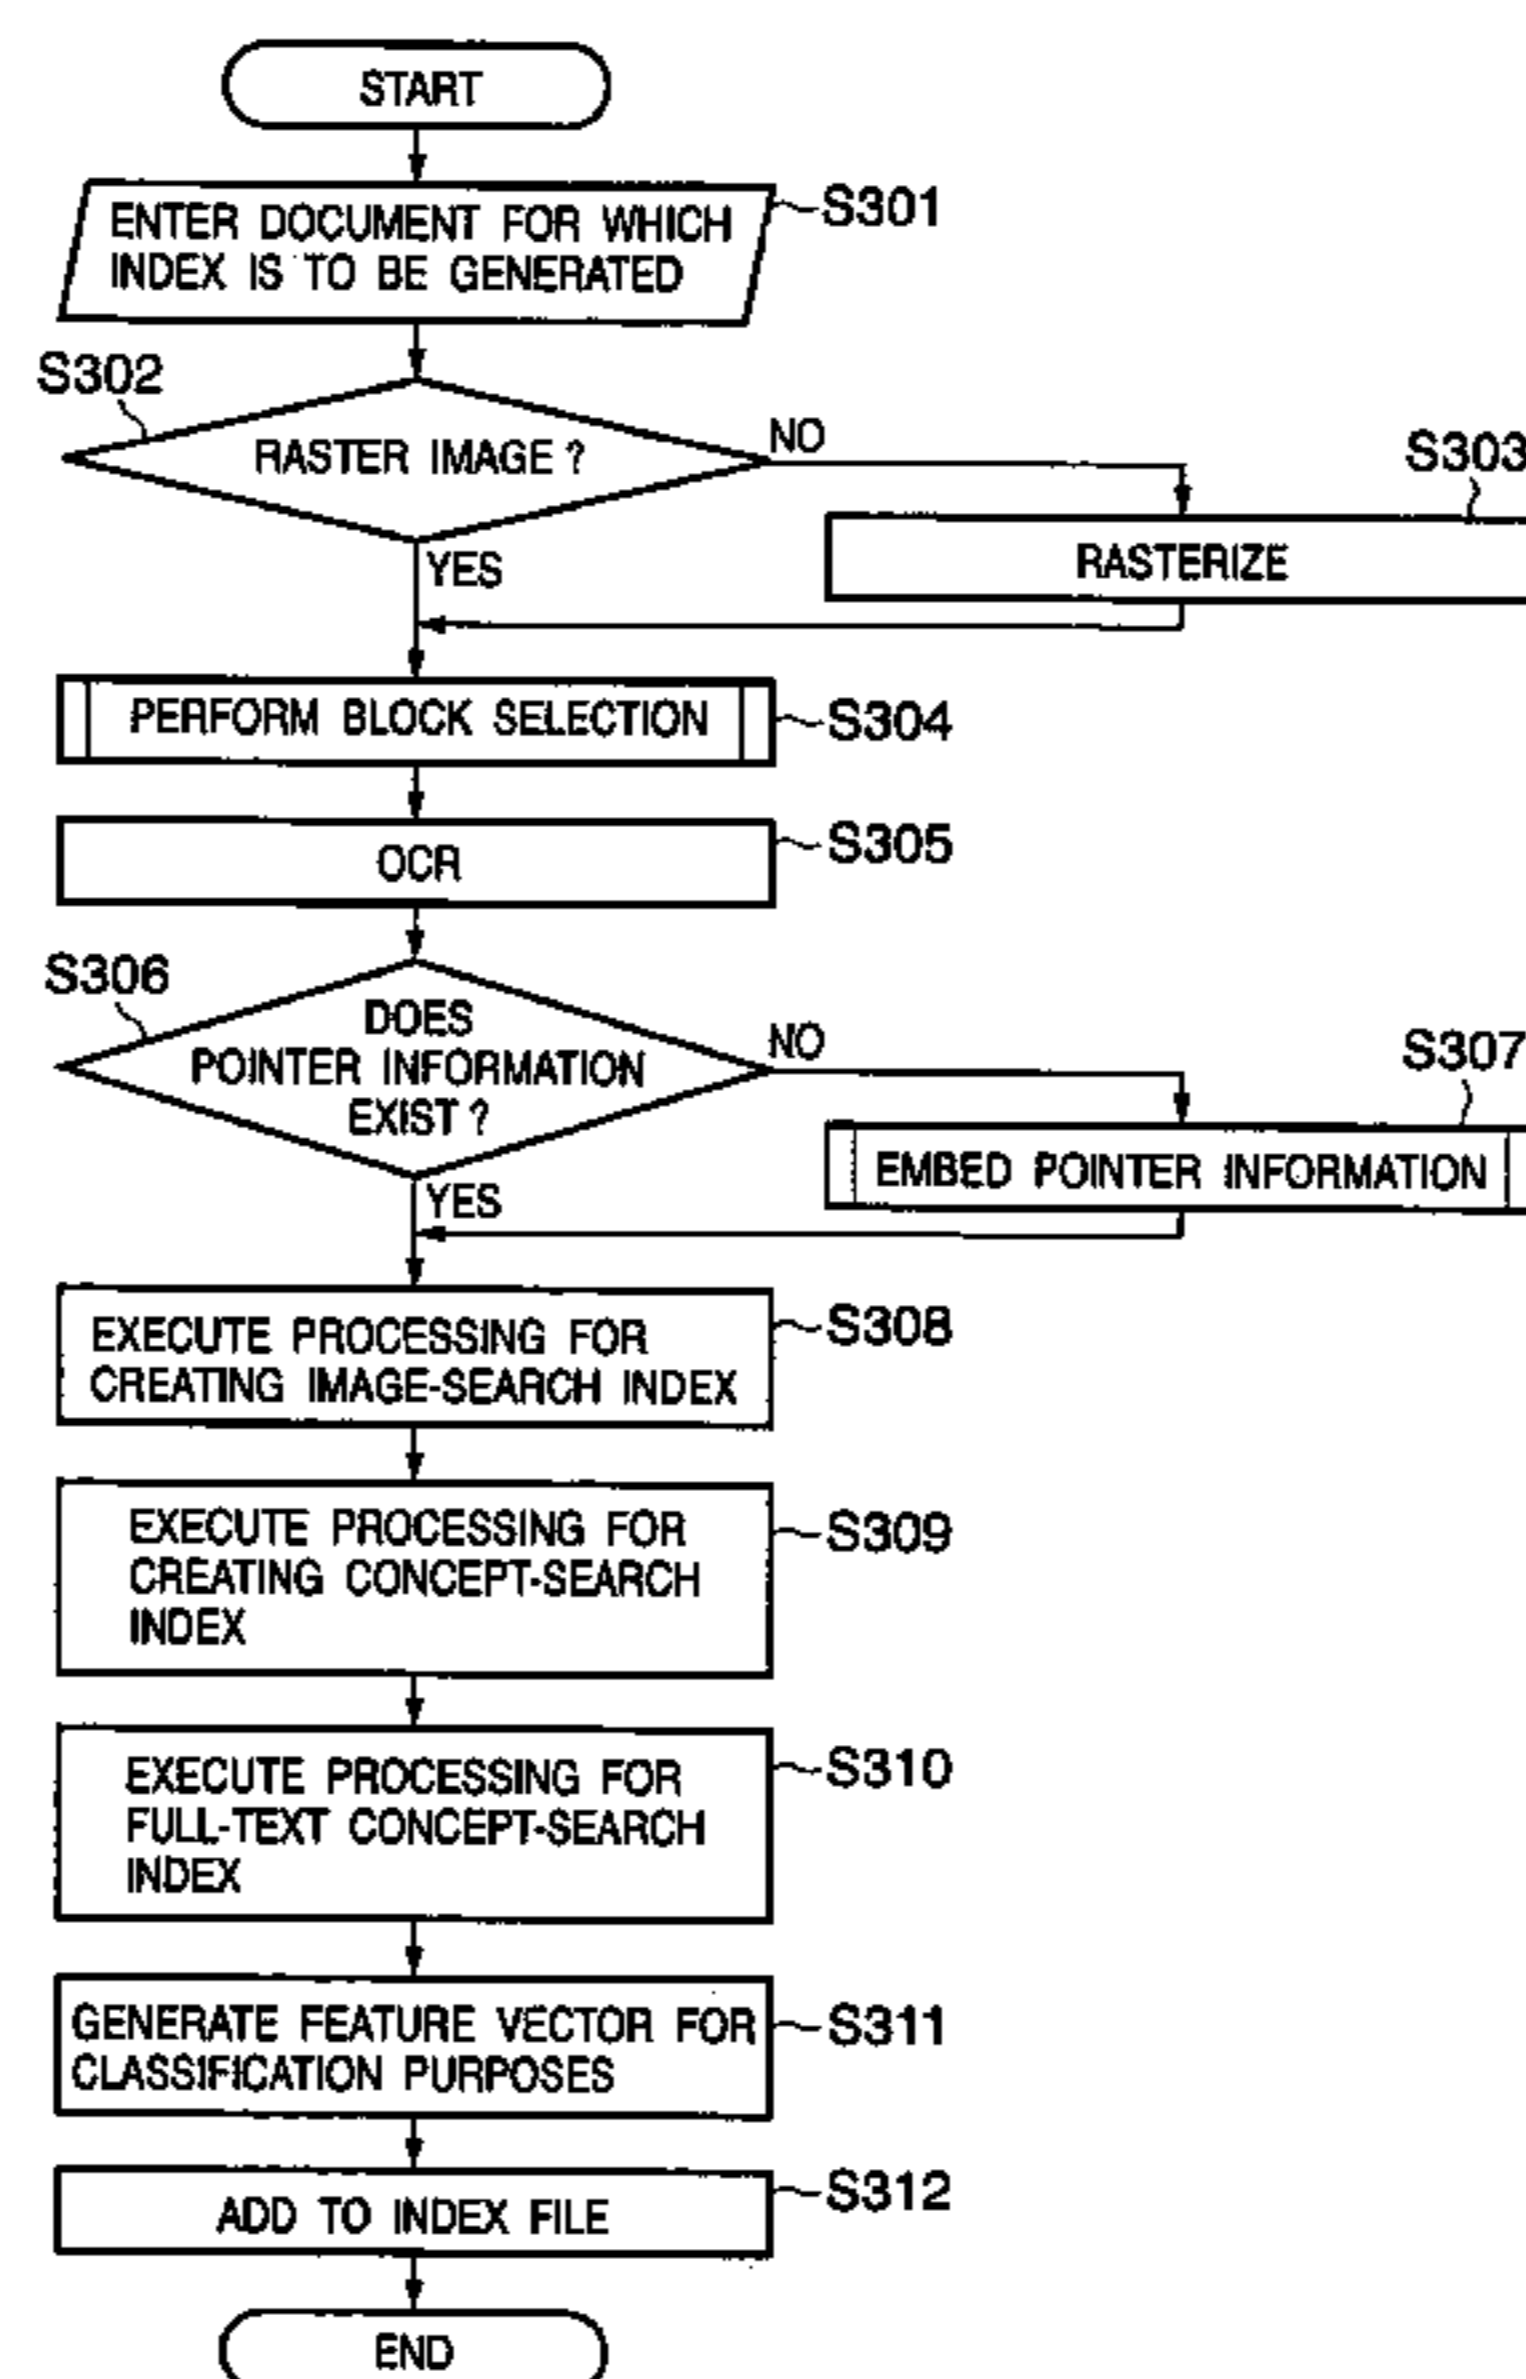 START
ENTER DOCUMENT FOR WHICH
INDEX IS TO BE GENERATED
S301
S302
RASTER IMAGE ?
NO
S303
RASTERIZE
YES
PERFORM BLOCK SELECTION
S304
OCR
S305
S306
DOES
POINTER INFORMATION
EXIST ?
NO
S307
EMBED POINTER INFORMATION
YES
EXECUTE PROCESSING FOR
CREATING IMAGE-SEARCH INDEX
S308
EXECUTE PROCESSING FOR
CREATING CONCEPT-SEARCH
INDEX
S309
EXECUTE PROCESSING FOR
FULL-TEXT CONCEPT-SEARCH
INDEX
S310
GENERATE FEATURE VECTOR FOR
CLASSIFICATION PURPOSES
S311
ADD TO INDEX FILE
S312
END